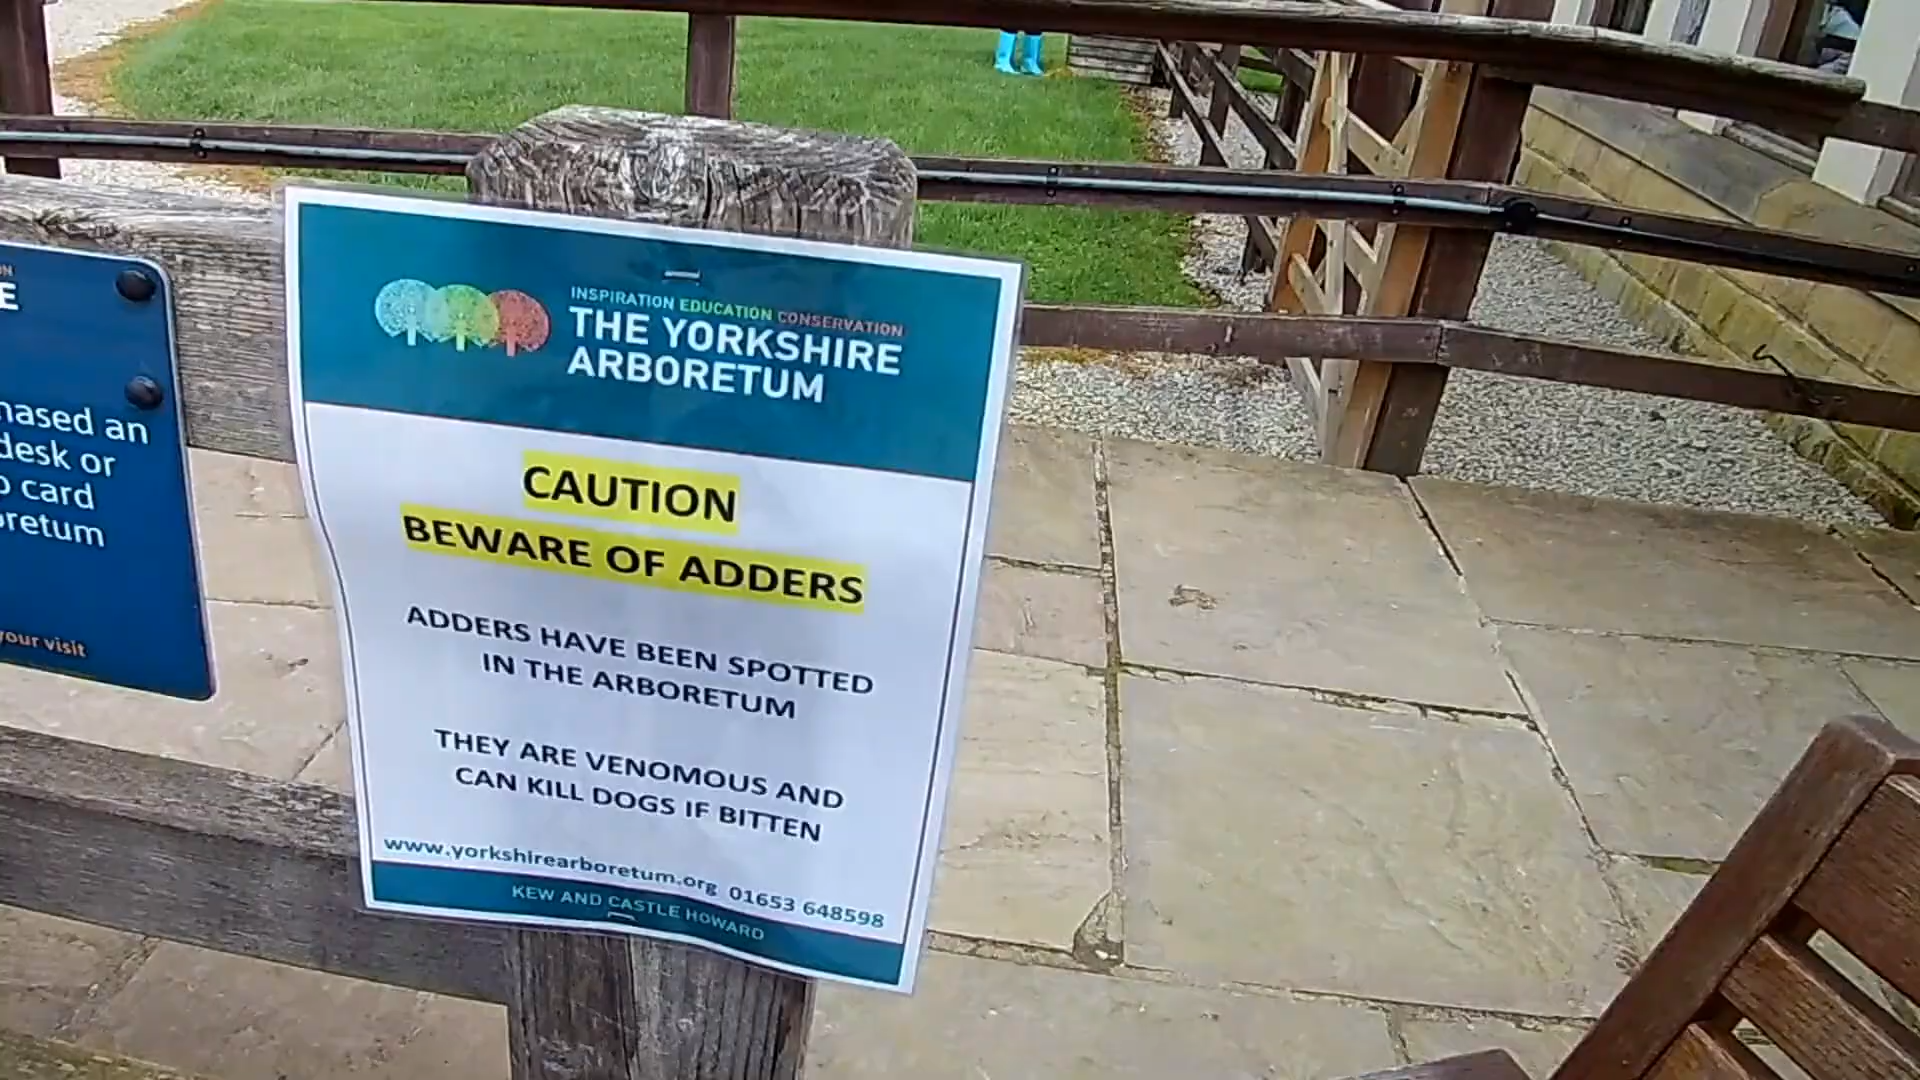 E
hased an
desk or
card
retum
your visit
INSPIRATION EDUCATION CONSERVATION
THE YORKSHIRE
ARBORETUM
CAUTION
BEWARE OF ADDERS
ADDERS HAVE BEEN SPOTTED
IN THE ARBORETUM
THEY ARE VENOMOUS AND
CAN KILL DOGS IF BITTEN
www.yorkshirearboretum.org 01653 648598
KEW AND CASTLE HOWARD